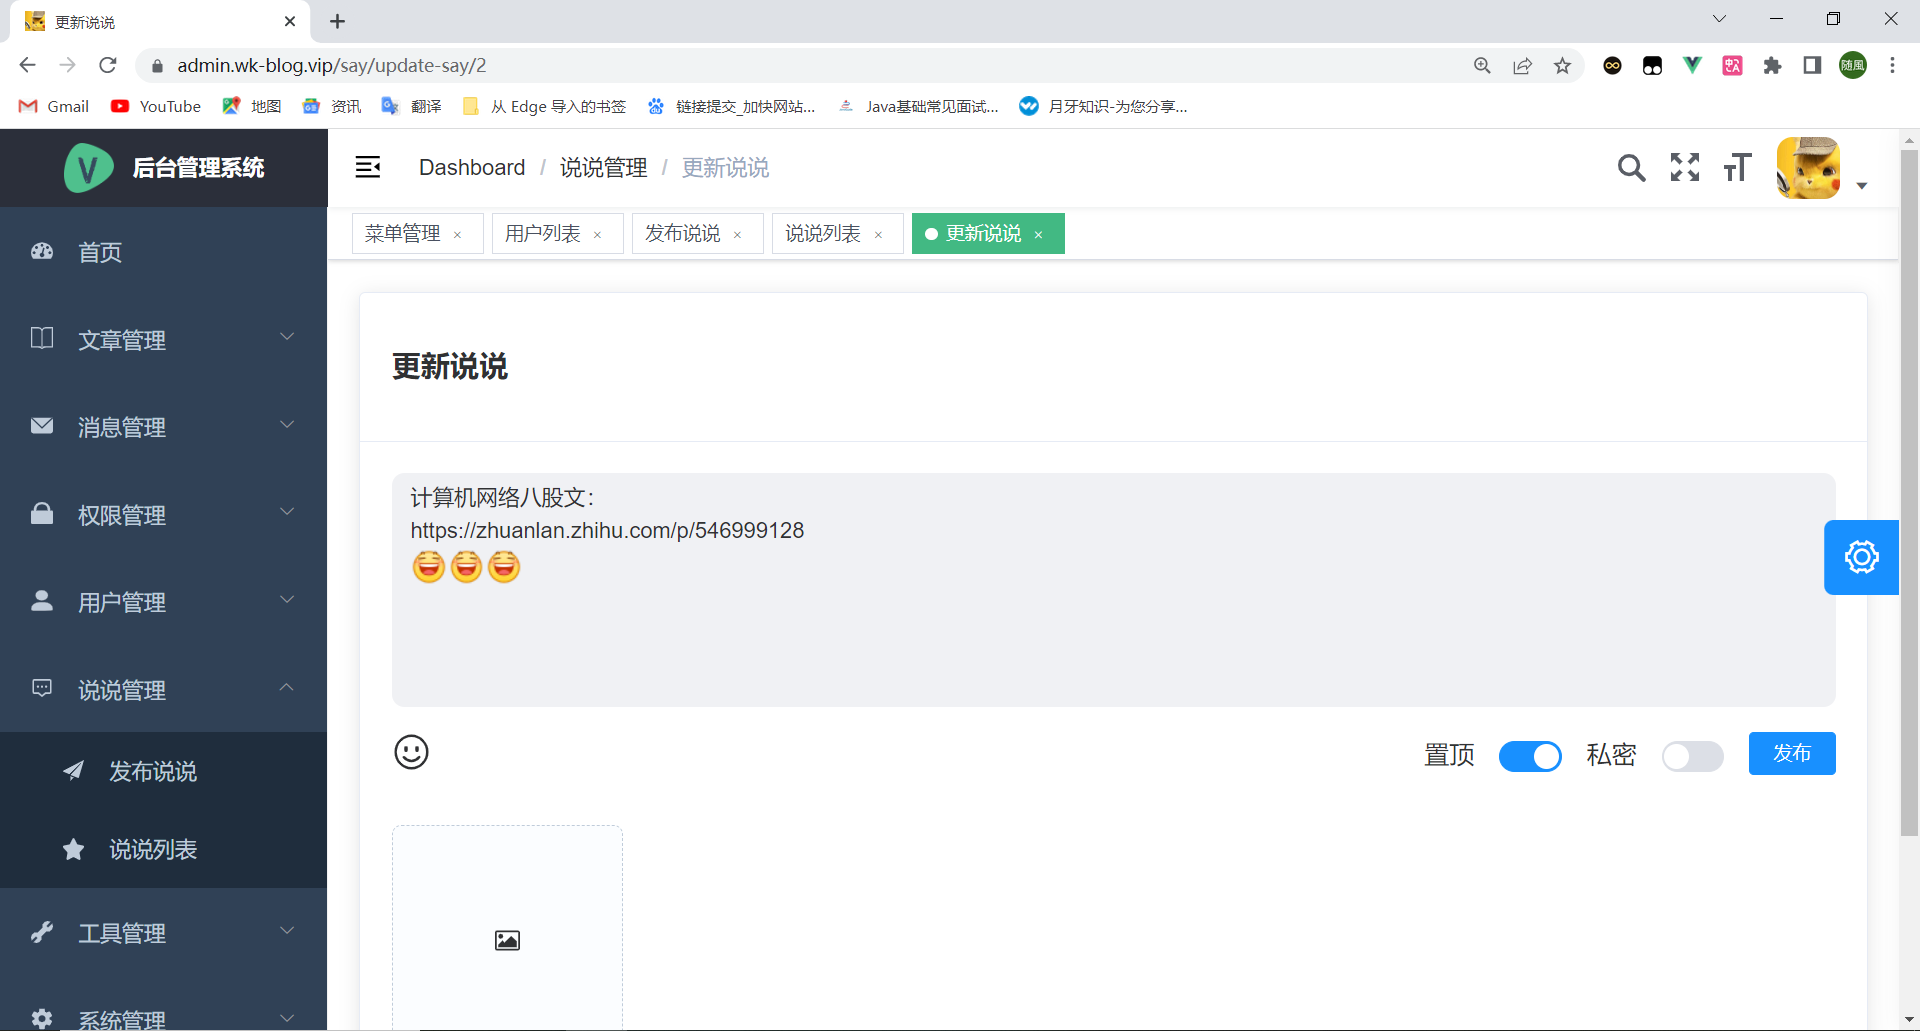 更新说说
admin.wk-blog.vip/say/update-say/2
随風
Gmail
YouTube
地图
资讯
翻译
从 Edge 导入的书签
链接提交_加快网站...
Java基础常见面试...
月牙知识-为您分享...
V 后台管理系统
Dashboard / 说说管理 / 更新说说
菜单管理 ×
用户列表 ×
发布说说 ×
说说列表 ×
更新说说 ×
首页
文章管理
消息管理
权限管理
用户管理
说说管理
发布说说
说说列表
工具管理
系统管理
更新说说
计算机网络八股文：
https://zhuanlan.zhihu.com/p/546999128
置顶
私密
发布